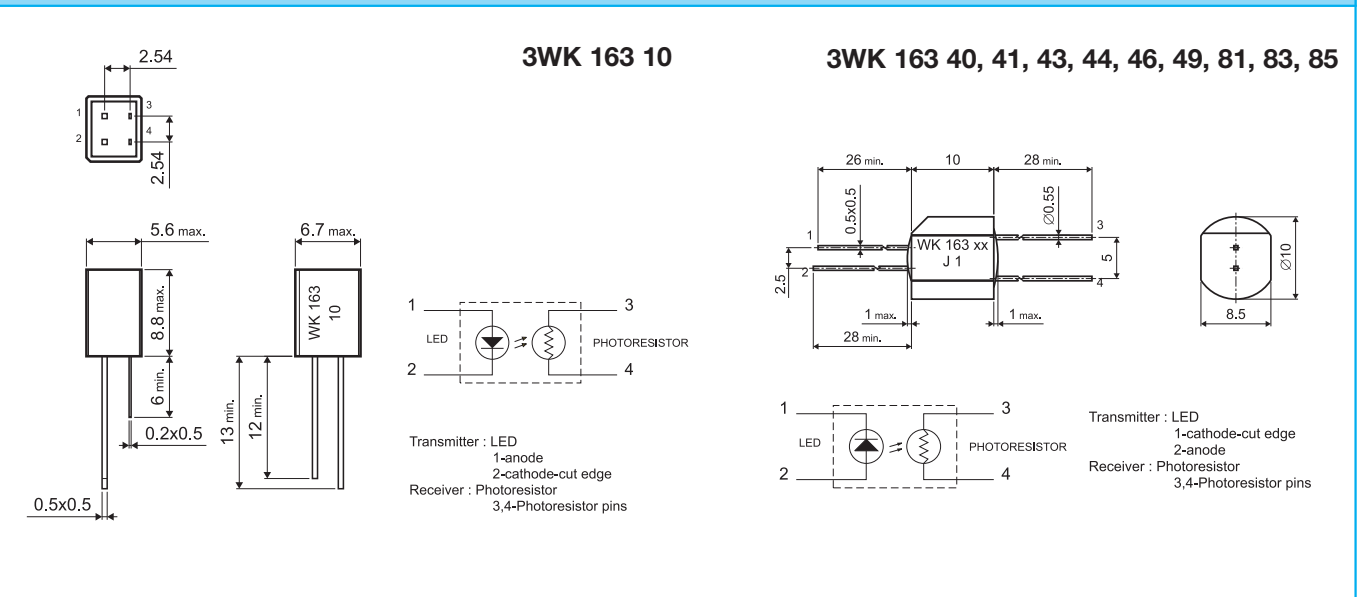 3WK 163 10
2.54
1
3
2
4
2.54
5.6 max.
6.7 max.
8.8 max.
WK 163
10
6 min.
0.2x0.5
0.5x0.5
13 min.
12 min.
1
3
LED
PHOTORESISTOR
2
4
Transmitter : LED
1-anode
2-cathode-cut edge
Receiver : Photoresistor
3,4-Photoresistor pins
3WK 163 40, 41, 43, 44, 46, 49, 81, 83, 85
26 min.
10
28 min.
0.5x0.5
Ø0.55
1
3
WK 163 xx
J 1
2
4
2.5
5
1 max.
1 max.
28 min.
Ø10
8.5
1
3
LED
PHOTORESISTOR
2
4
Transmitter : LED
1-cathode-cut edge
2-anode
Receiver : Photoresistor
3,4-Photoresistor pins